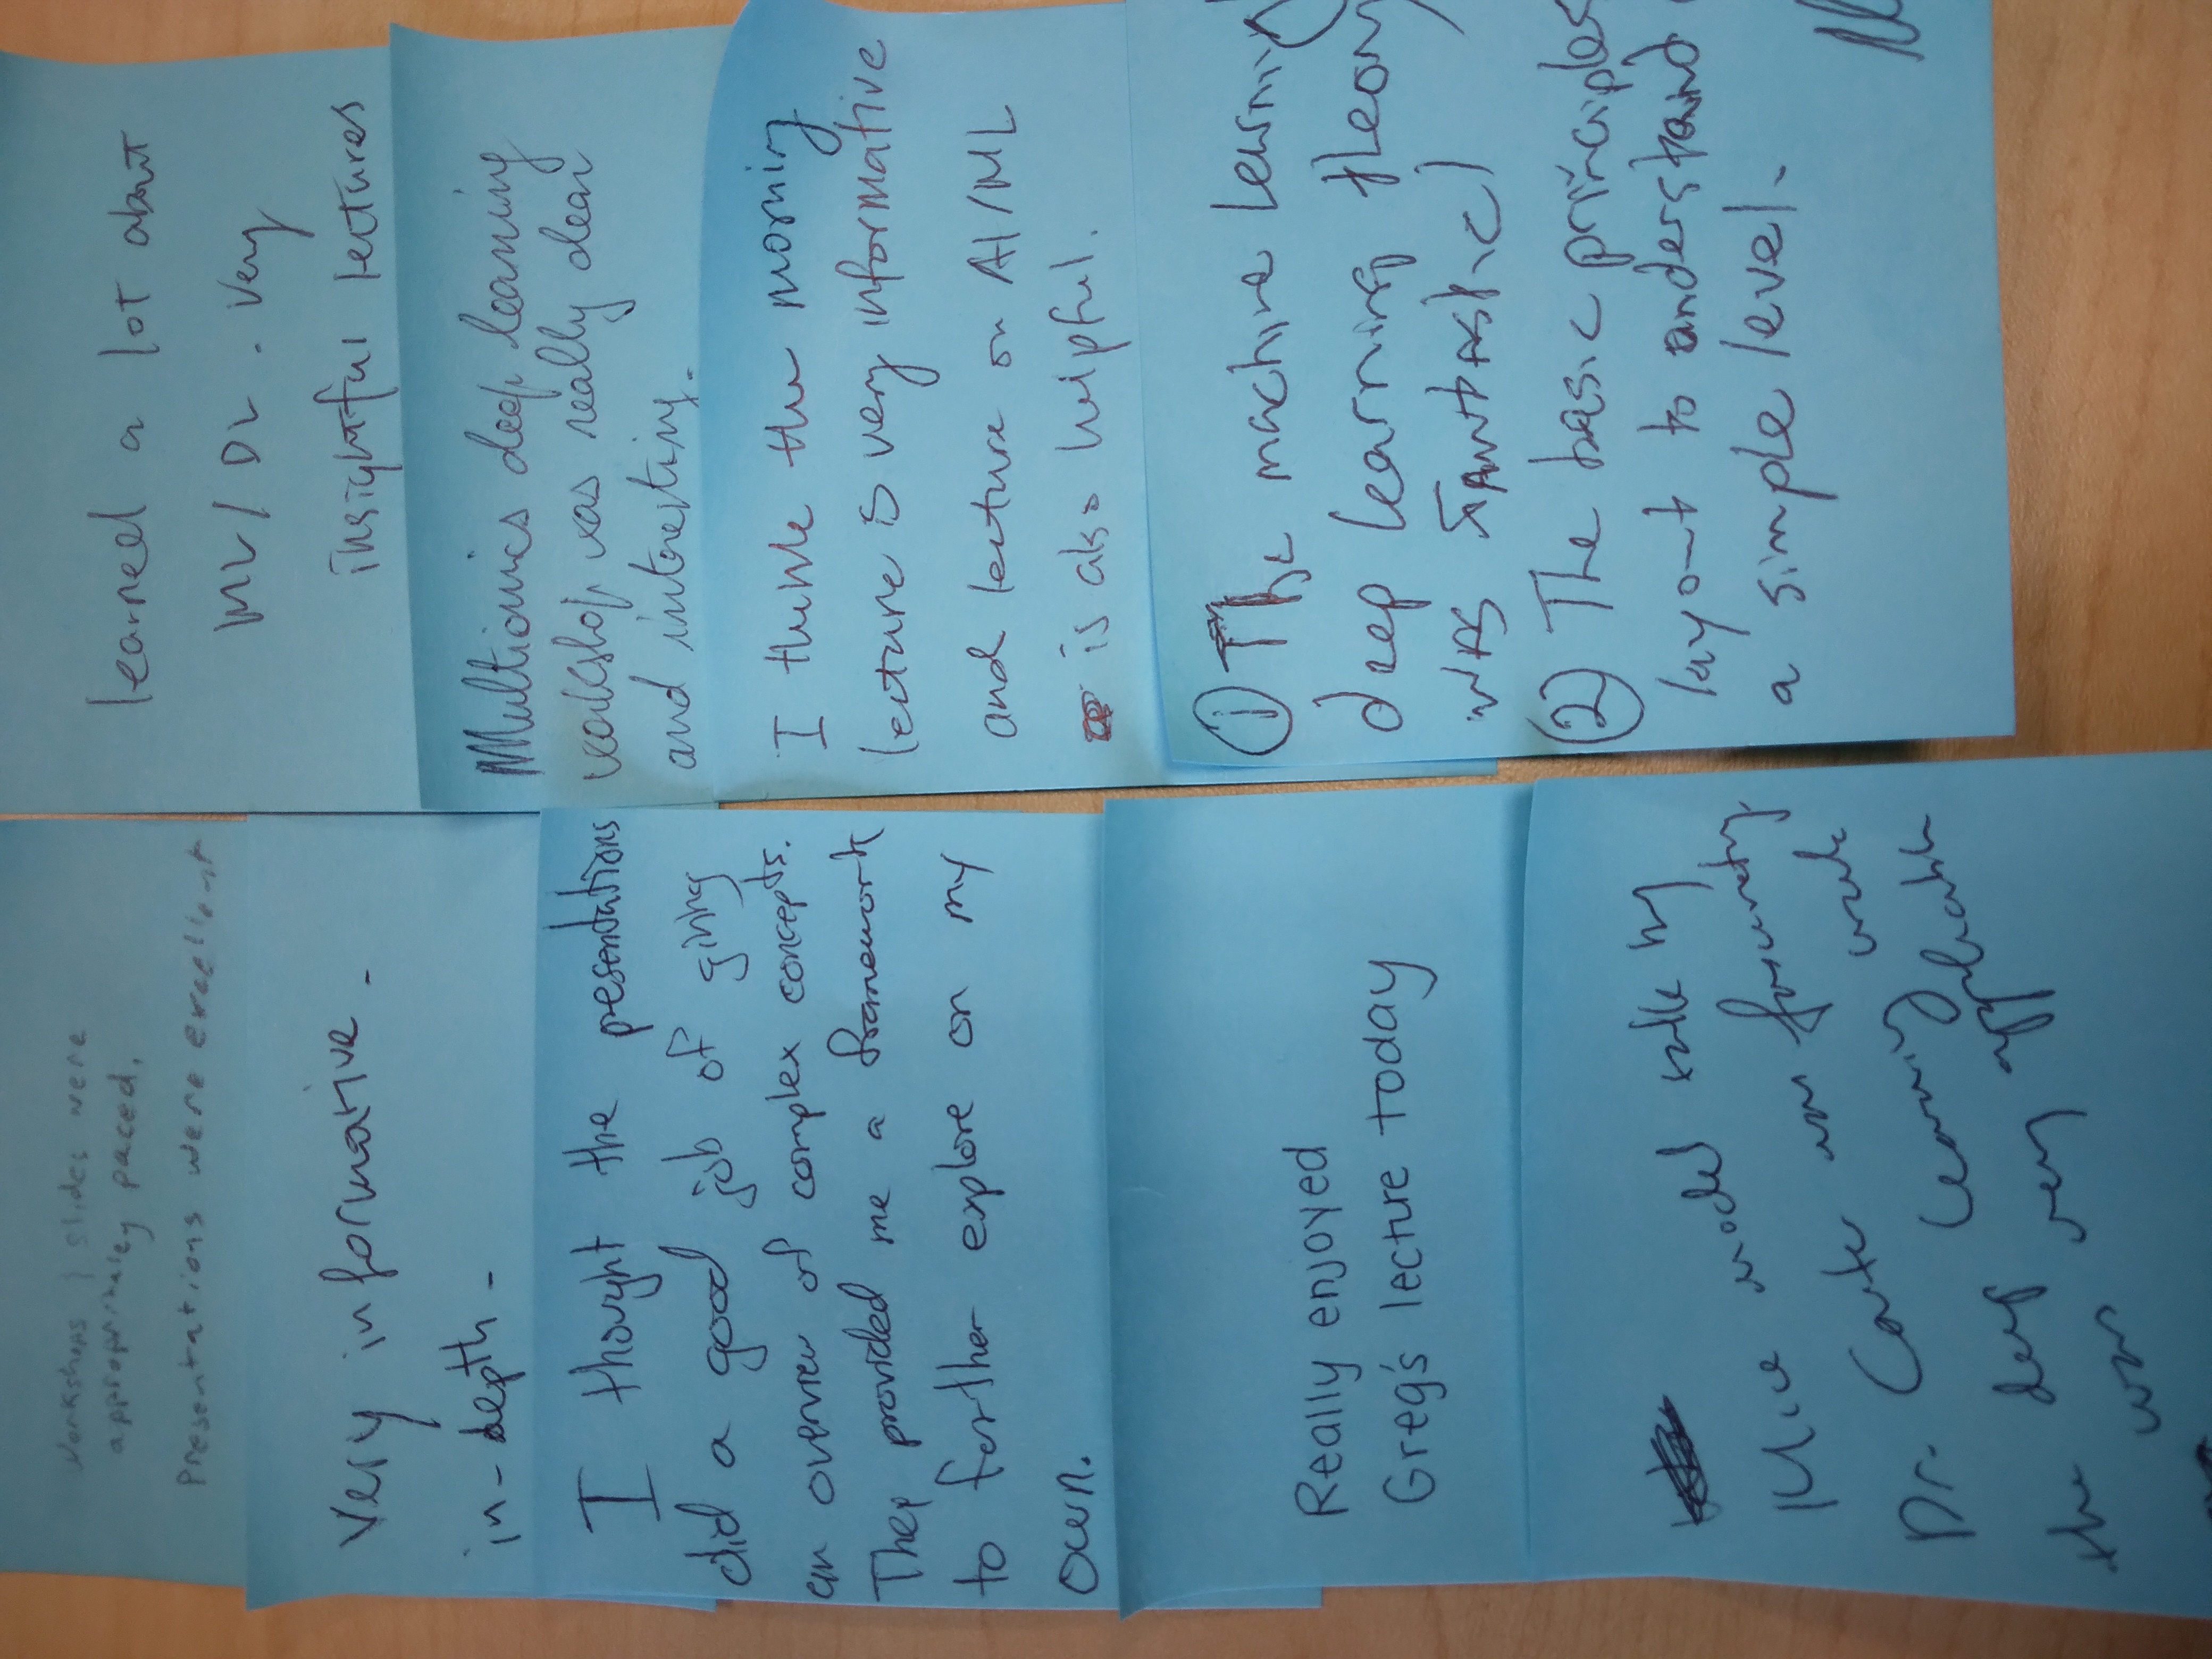 Workshops / slides were
appropriatley paced.
Presentations were excellent
Very informative.
in-depth-
I thought the presentations
did a good job of giving
an overview of complex concepts.
They provided me a framework
to further explore on my
own.
Really enjoyed
Greg's lecture today
Mice model talk by
Dr. Carter was fascinating
the deep learning work
was very applicable
learned a lot about
ML/DL. Very
insightful lectures
Multiomics deep learning
workshop was really clear
and interesting.
I think the morning
lecture is very informative
and lecture on AI/ML
is also helpful.
① The machine learning
deep learning theory
was FANTASTIC!
② The basic principles
layout to understand
a simple level.